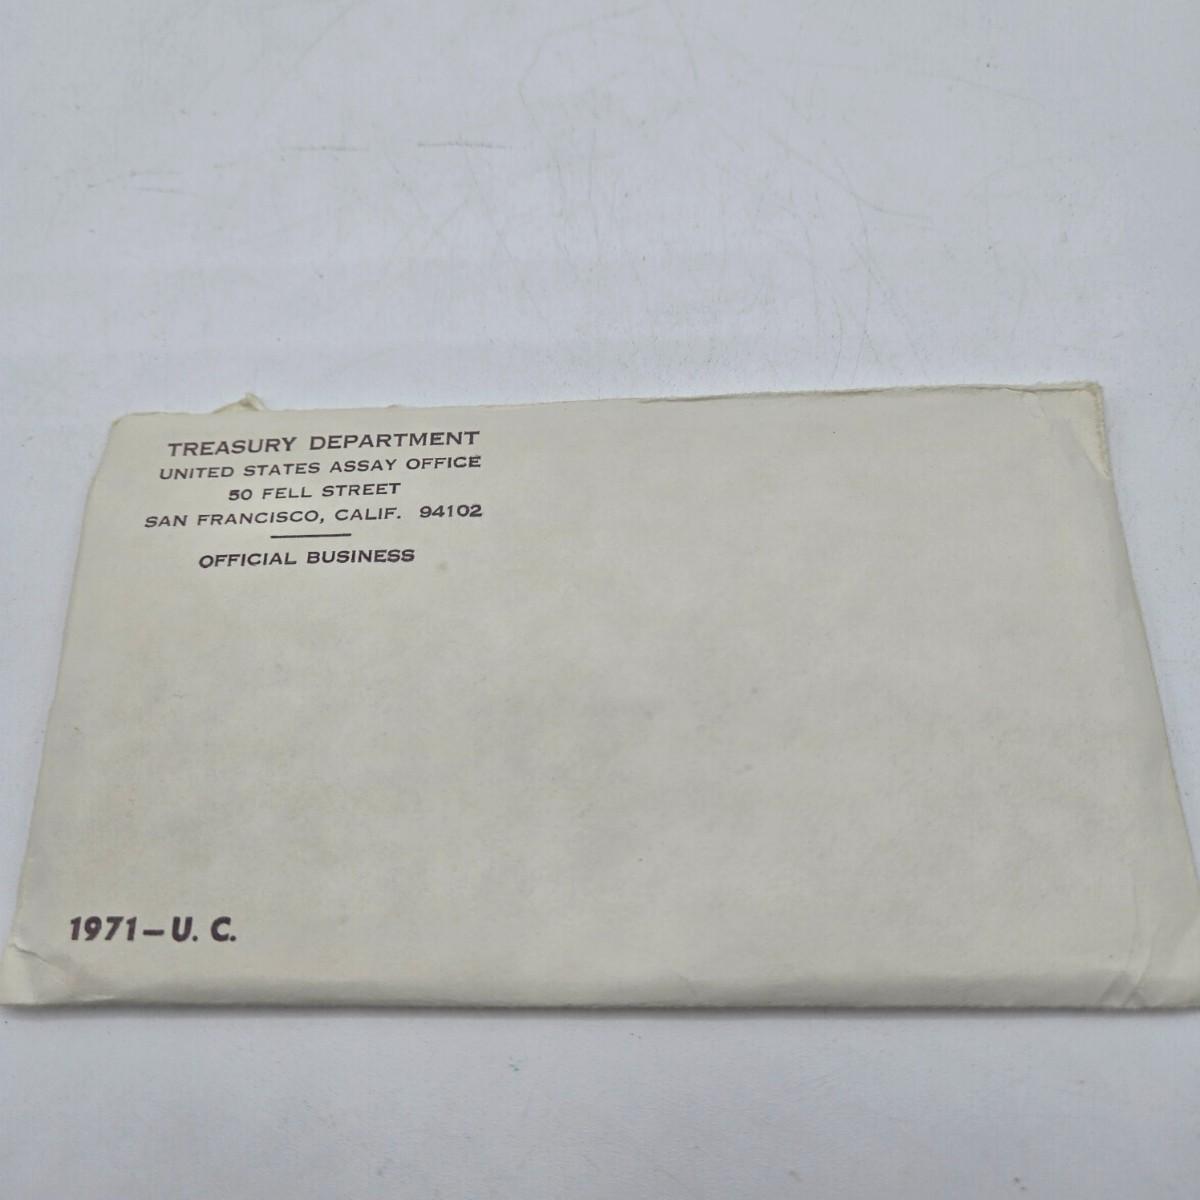 TREASURY DEPARTMENT
UNITED STATES ASSAY OFFICE
50 FELL STREET
SAN FRANCISCO, CALIF. 94102
OFFICIAL BUSINESS
1971-U. C.